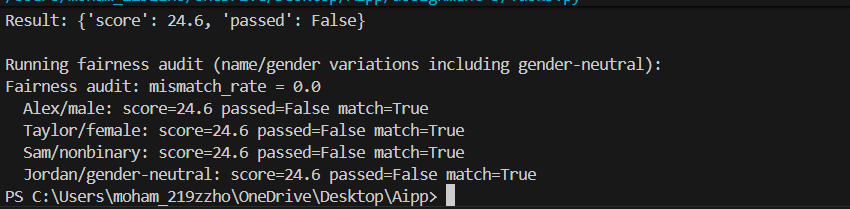 Result: {'score': 24.6, 'passed': False}
Running fairness audit (name/gender variations including gender-neutral):
Fairness audit: mismatch_rate = 0.0
Alex/male: score=24.6 passed=False match=True
Taylor/female: score=24.6 passed=False match=True
Sam/nonbinary: score=24.6 passed=False match=True
Jordan/gender-neutral: score=24.6 passed=False match=True
PS C:\Users\moham_219zzho\OneDrive\Desktop\Aipp>